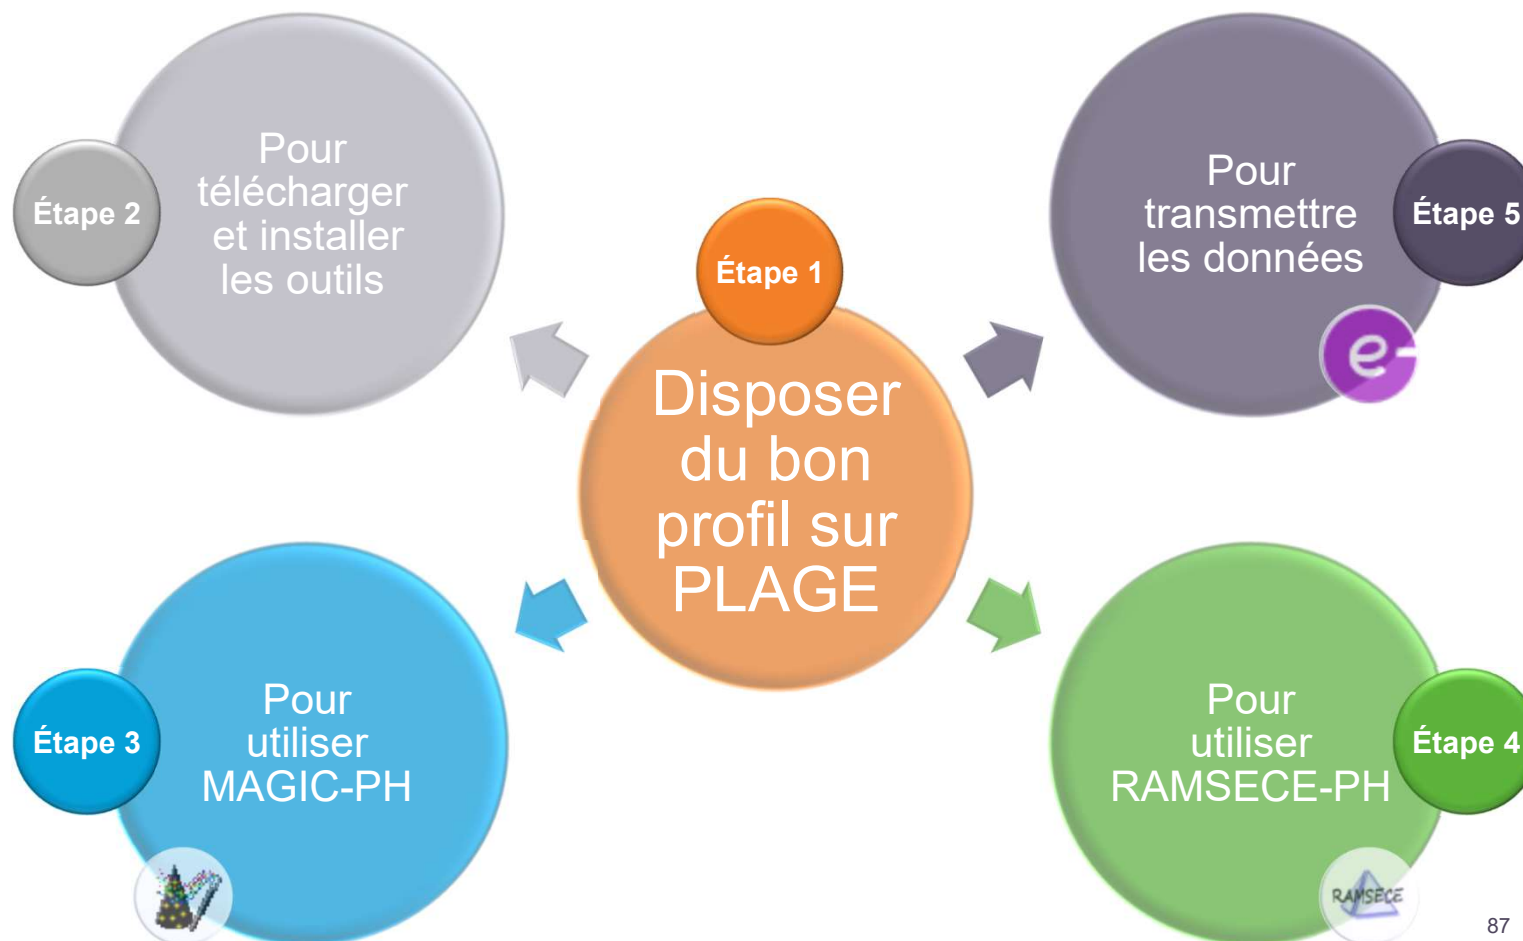 Étape 1
Disposer
du bon
profil sur
PLAGE
Étape 2
Pour
télécharger
et installer
les outils
Étape 3
Pour
utiliser
MAGIC-PH
Étape 4
Pour
utiliser
RAMSECE-PH
RAMSECE
Étape 5
Pour
transmettre
les données
e-
87